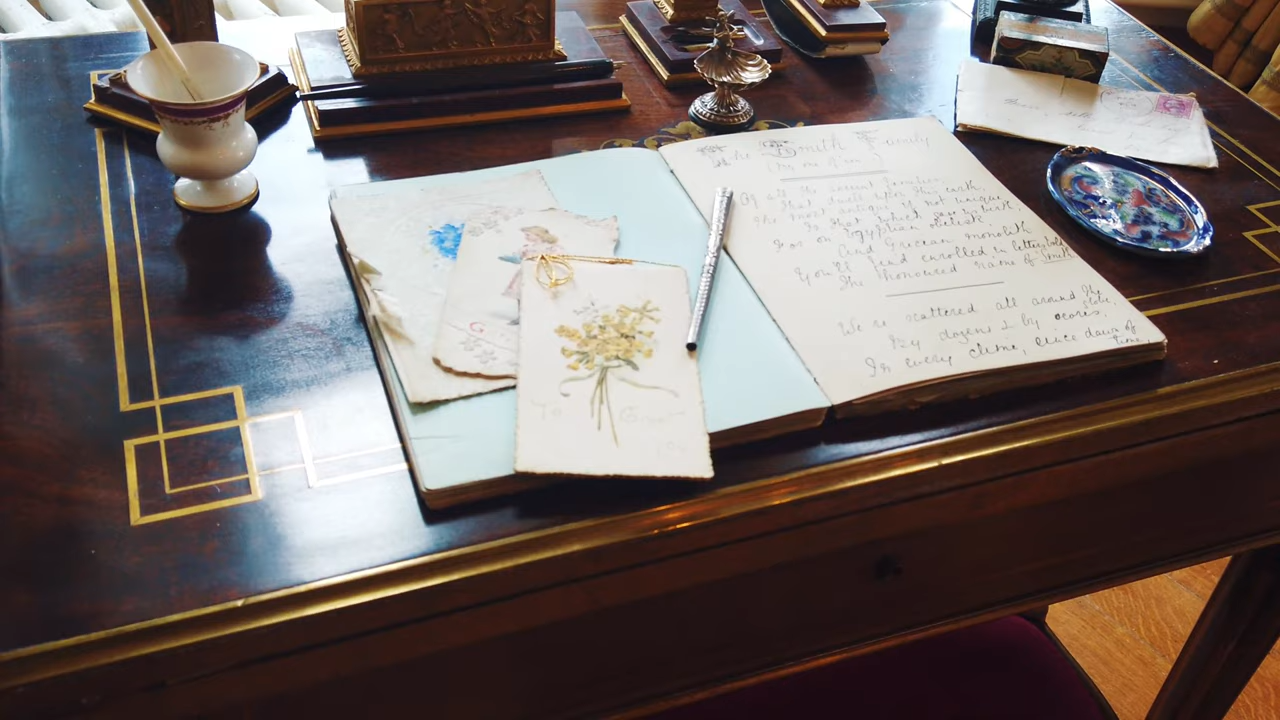 The Smith Family
Of all the ancient families
That dwell upon this earth,
The most antique, if not unique,
Is that which gave us birth,
For on Egyptian obelisk
And Grecian monolith
You'll find enrolled in letters bold
The honoured name of Smith.
We're scattered all around the globe,
By dozens & by scores,
In every clime, since dawn of time,
To